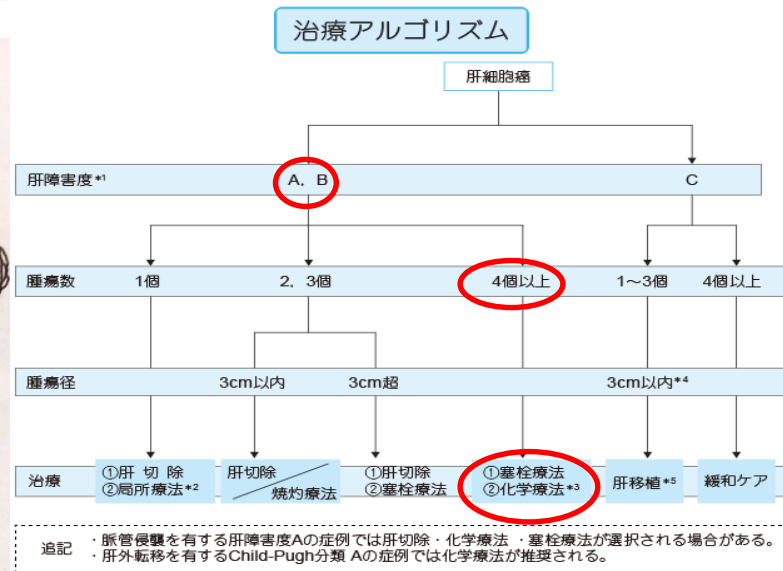 治療アルゴリズム
肝細胞癌
肝障害度*1 A，B C
腫瘍数 1個 2，3個 4個以上 1〜3個 4個以上
腫瘍径 3cm以内 3cm超 3cm以内*4
治療 ①肝 切 除 肝切除 ①肝切除 ①塞栓療法 肝移植*5 緩和ケア
②局所療法*2 焼灼療法 ②塞栓療法 ②化学療法*3
追記 ・脈管侵襲を有する肝障害度Aの症例では肝切除・化学療法 ・塞栓療法が選択される場合がある。
・肝外転移を有するChild-Pugh分類 Aの症例では化学療法が推奨される。